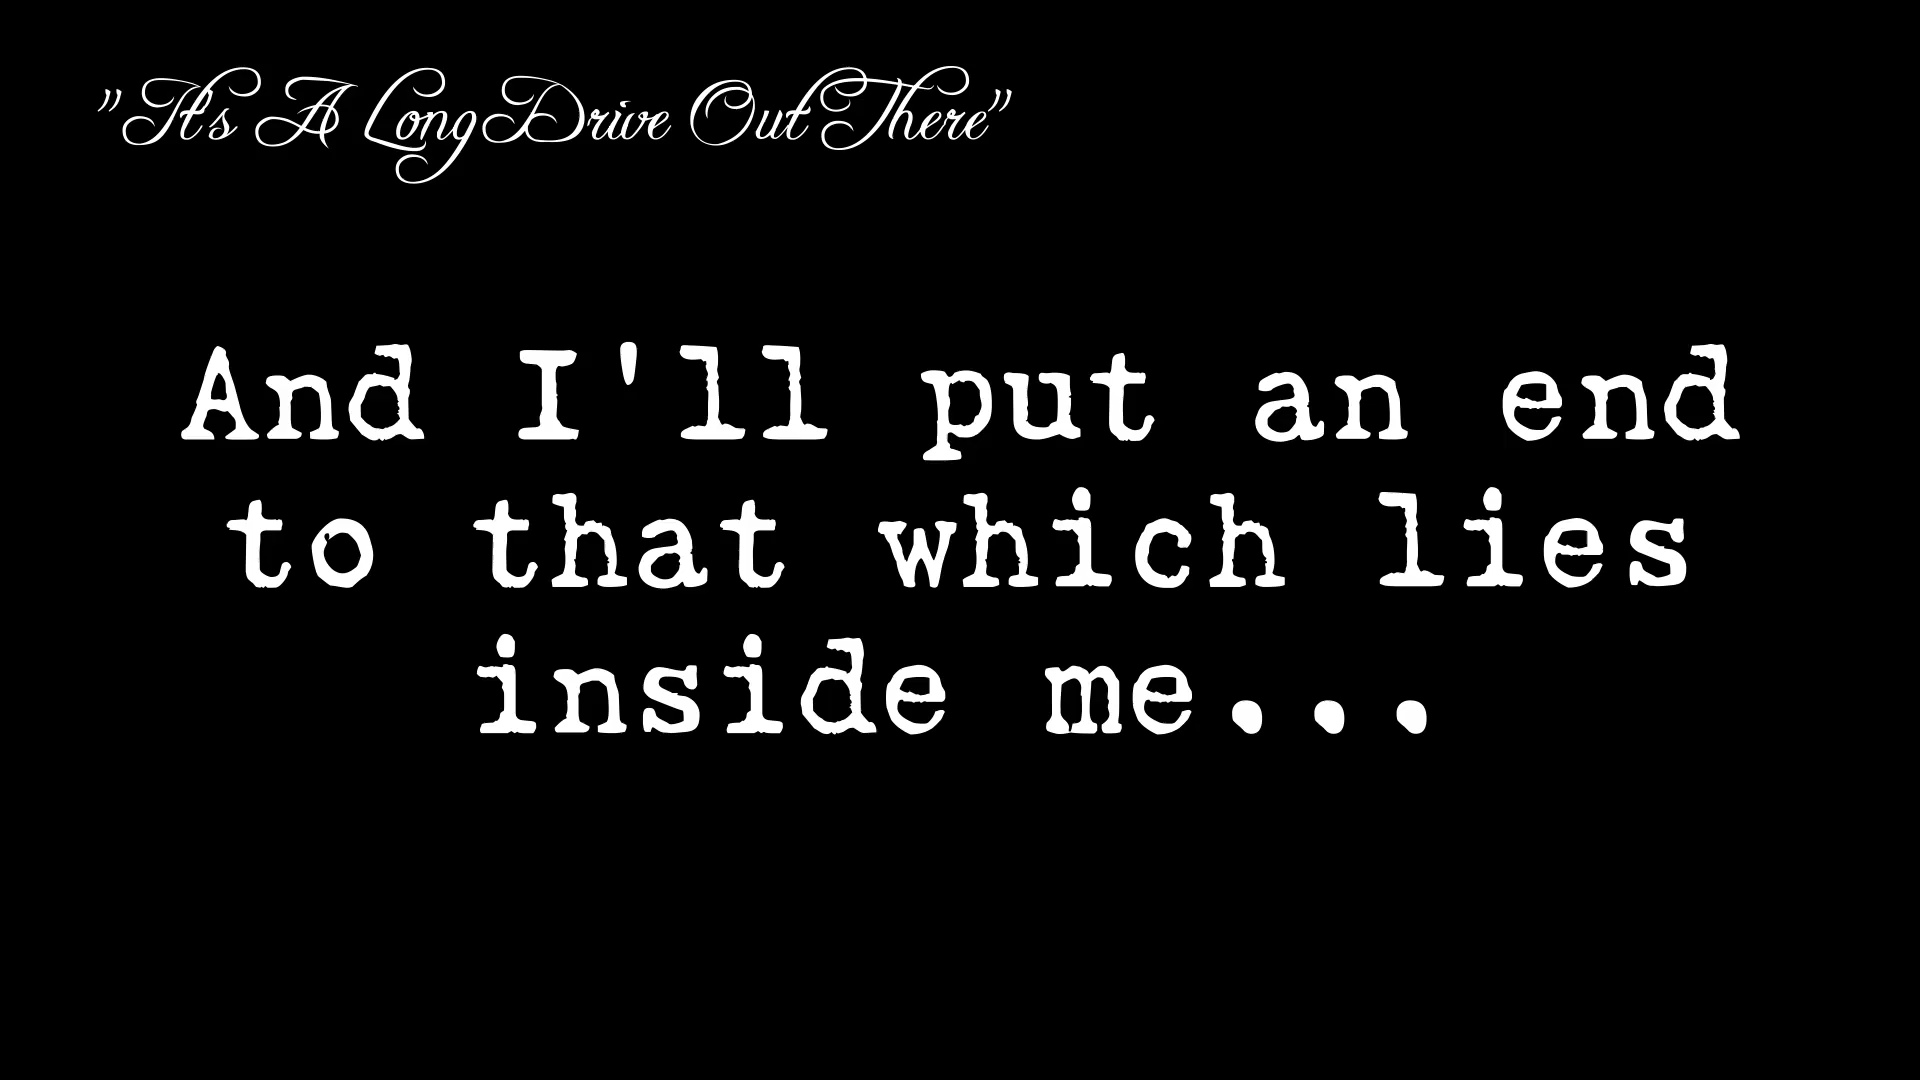 "It's A Long Drive Out There"
And I'll put an end
to that which lies
inside me...